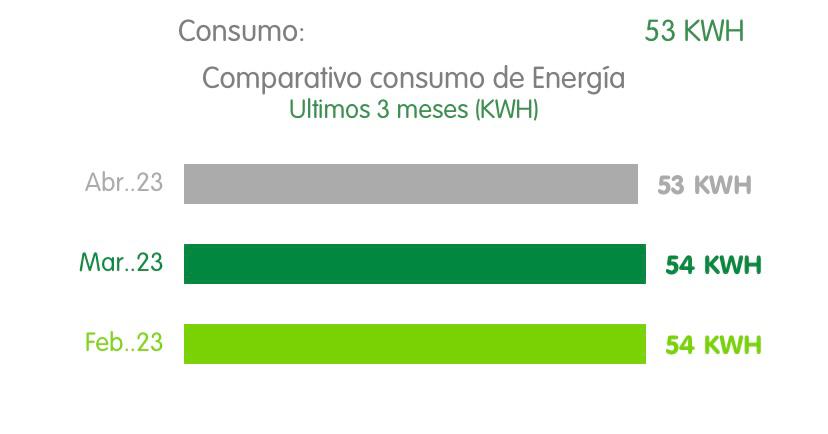 Consumo: 53 KWH
Comparativo consumo de Energía
Ultimos 3 meses (KWH)
Abr..23 53 KWH
Mar..23 54 KWH
Feb..23 54 KWH